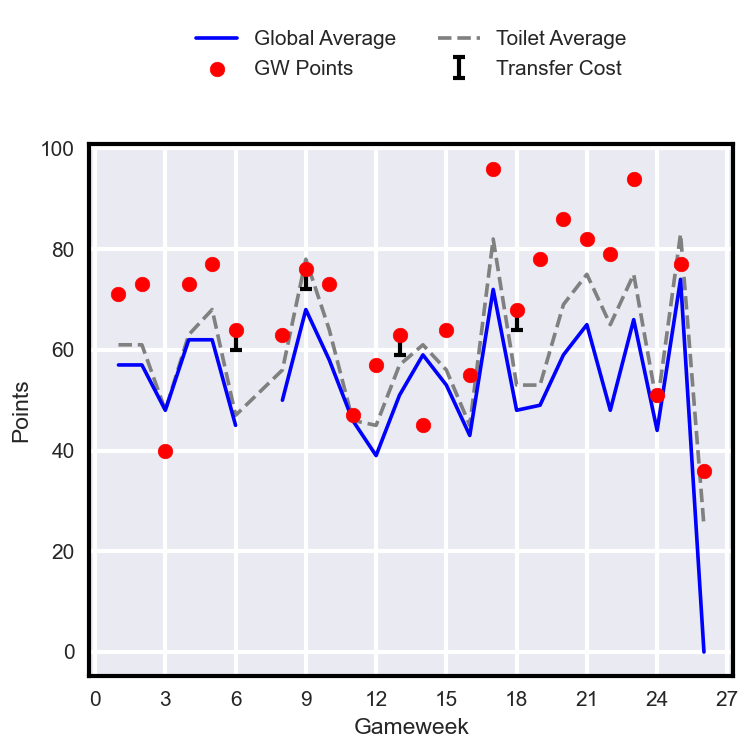 Global Average
Toilet Average
GW Points
Transfer Cost
100
80
60
40
20
0
Points
0 3 6 9 12 15 18 21 24 27
Gameweek